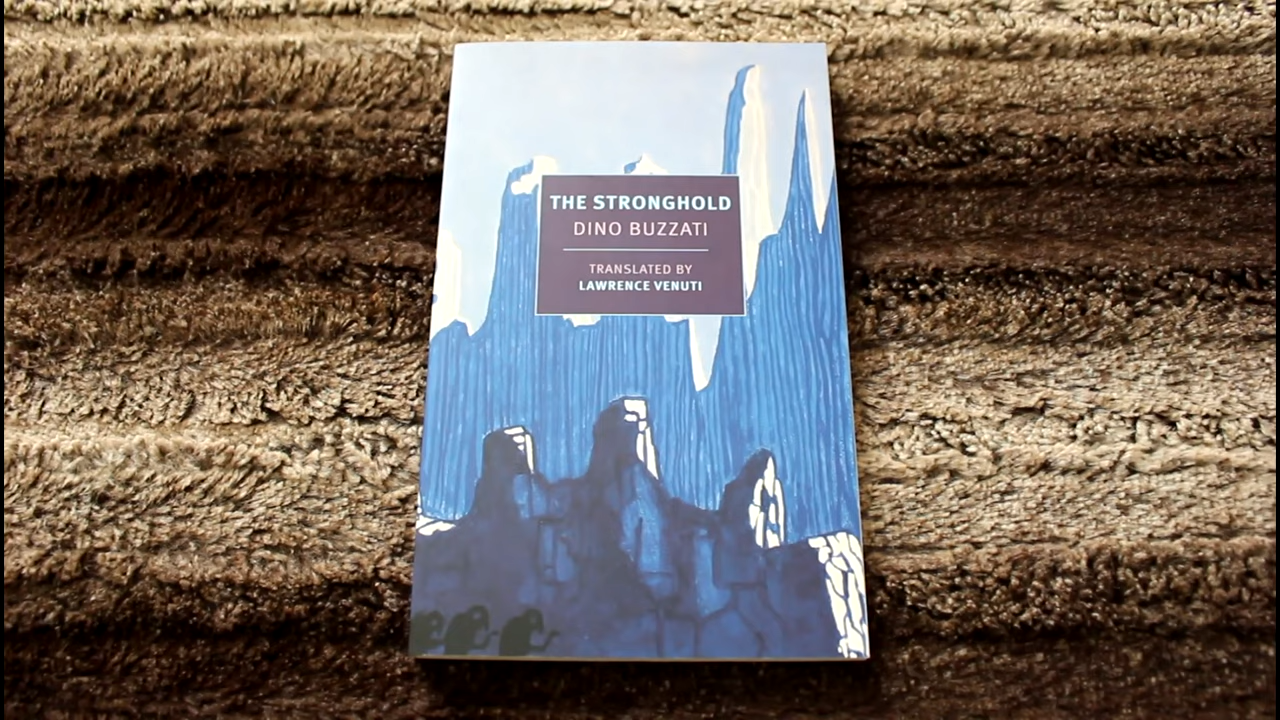 THE STRONGHOLD
DINO BUZZATI
TRANSLATED BY
LAWRENCE VENUTI